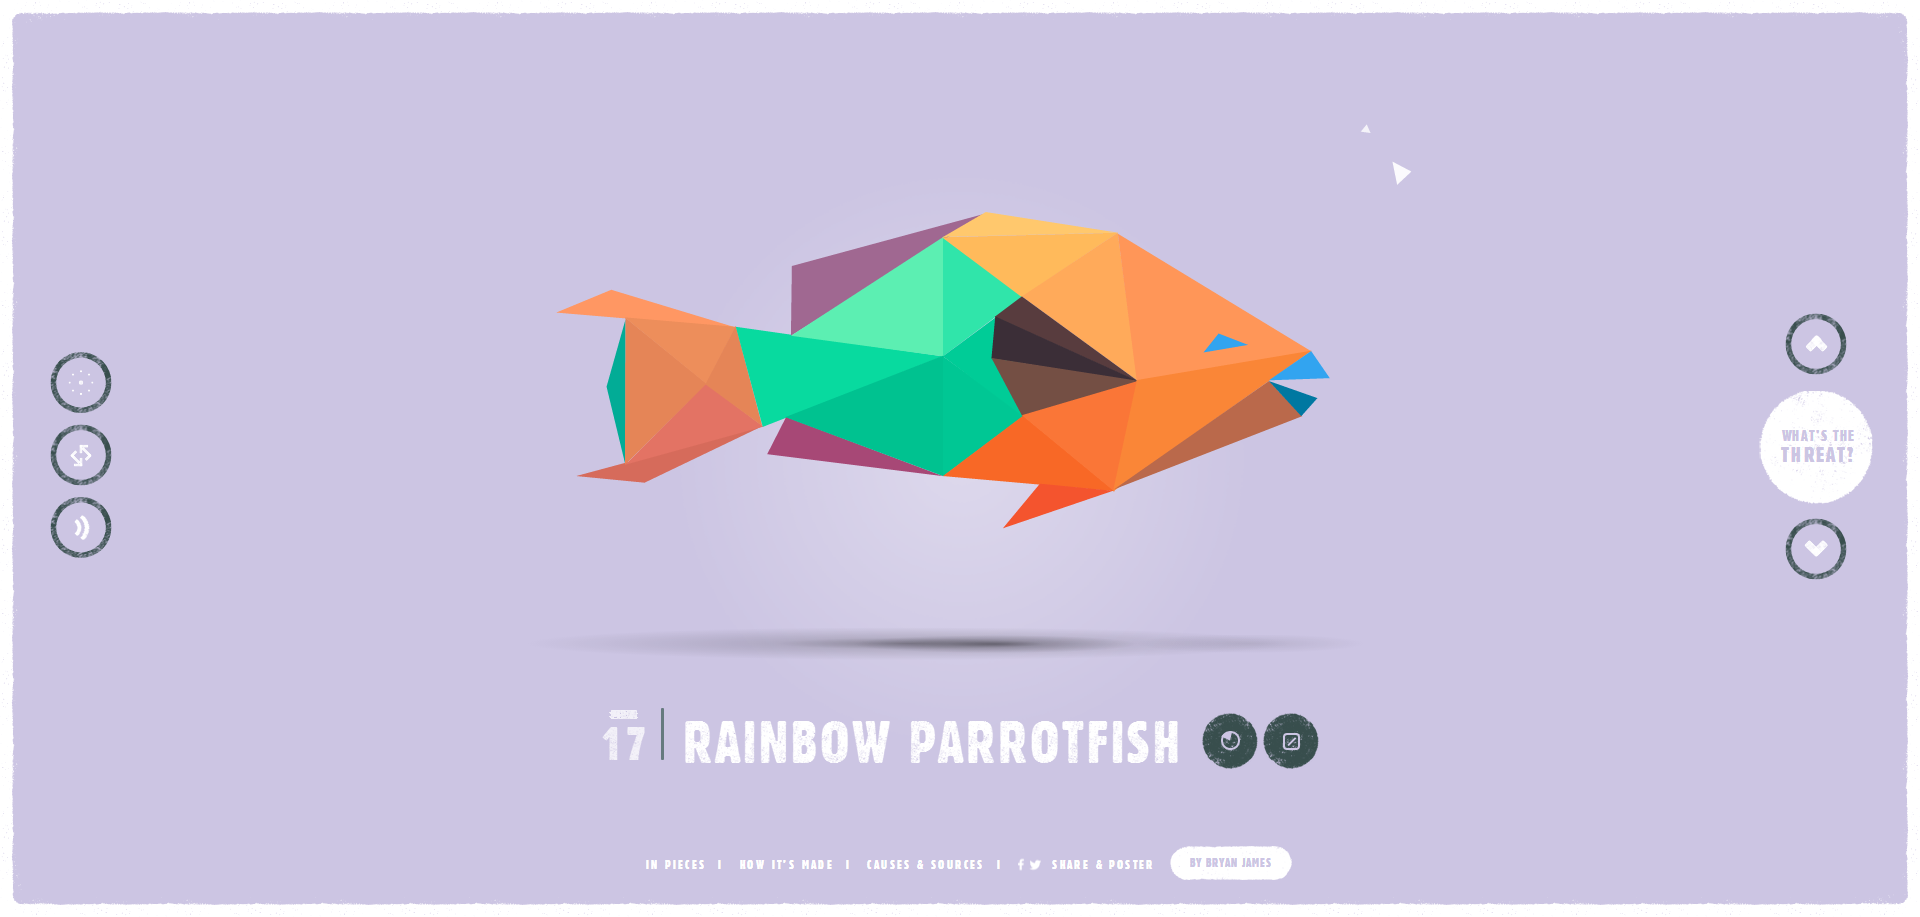 WHAT'S THE
THREAT?
17
RAINBOW PARROTFISH
IN PIECES | HOW IT'S MADE | CAUSES & SOURCES | SHARE & POSTER BY BRYAN JAMES